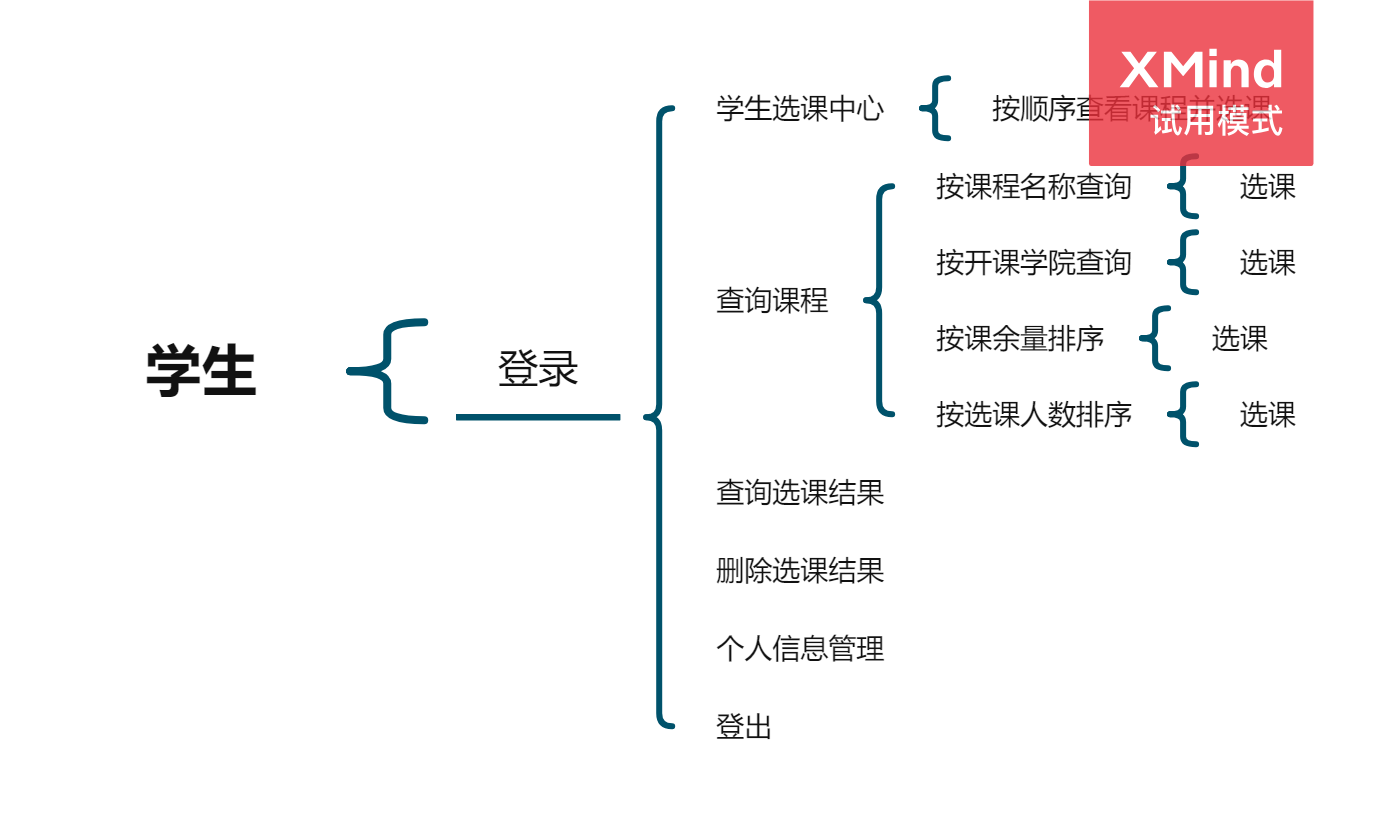 XMind
试用模式
学生选课中心
按顺序查看课程并选课
按课程名称查询
选课
按开课学院查询
选课
查询课程
按课余量排序
选课
学生
登录
按选课人数排序
选课
查询选课结果
删除选课结果
个人信息管理
登出